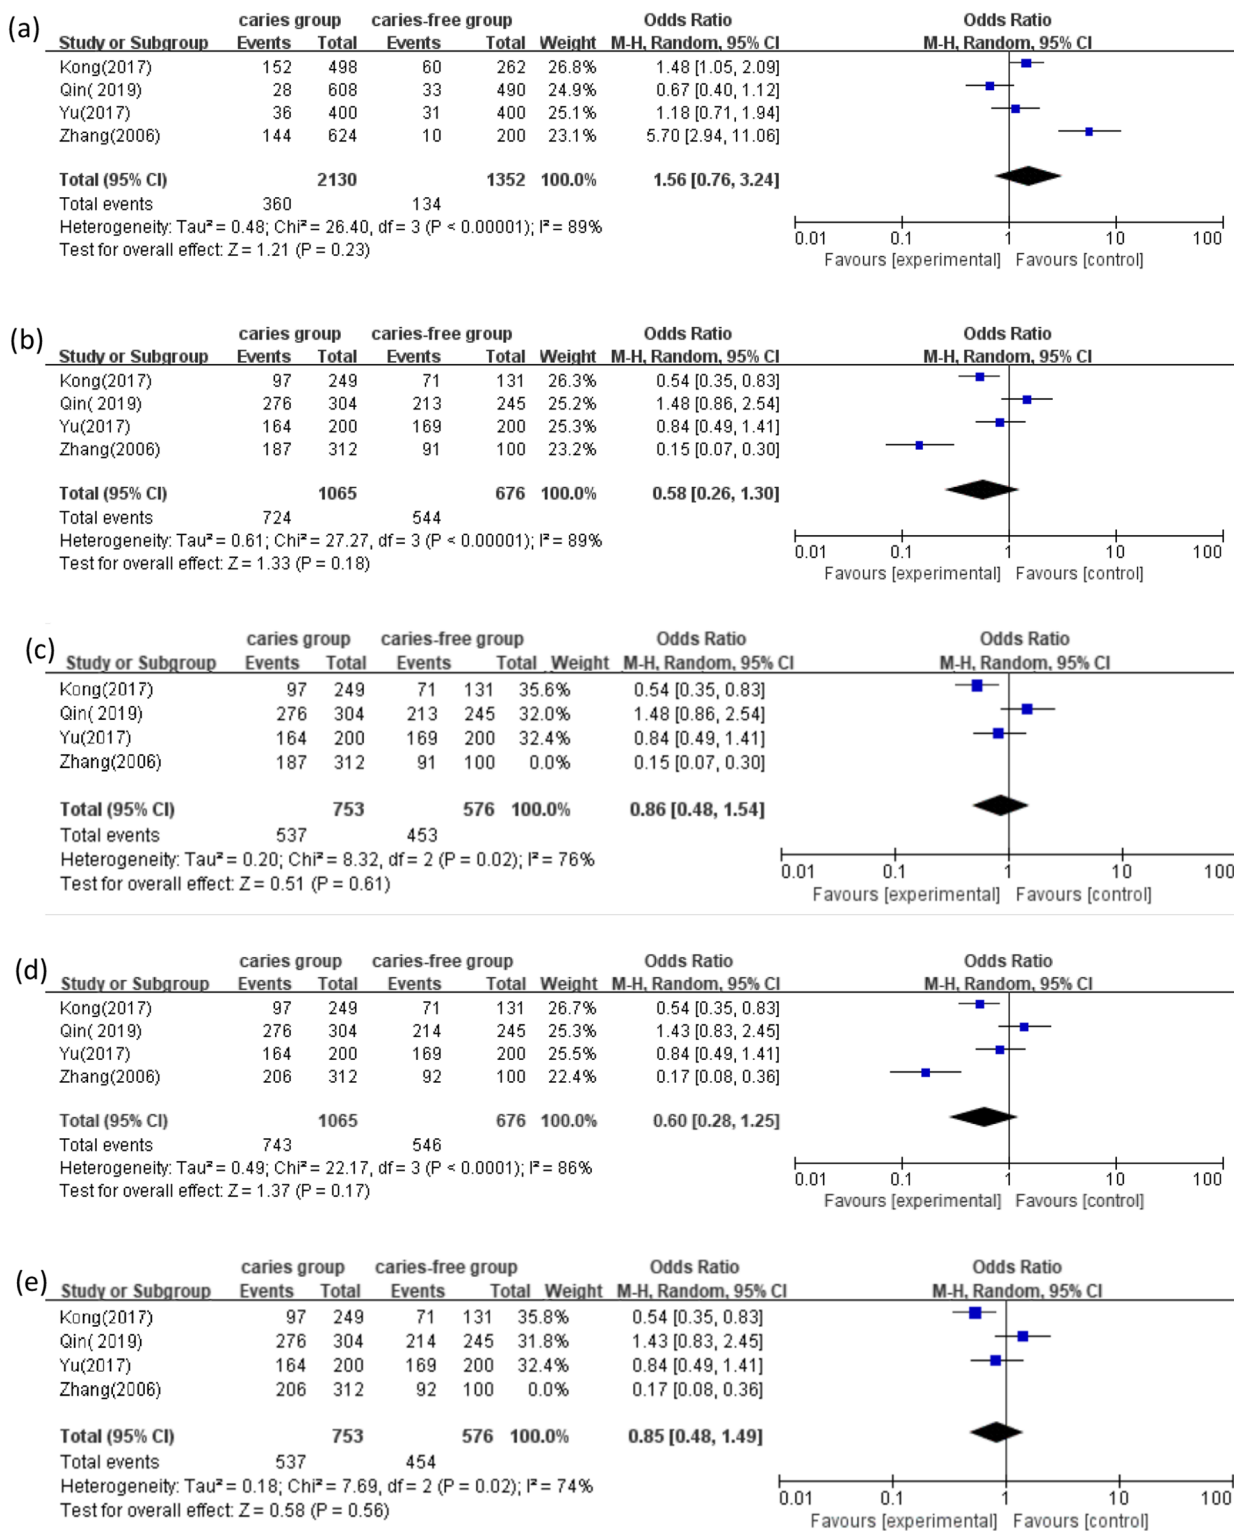 (a)
caries group caries-free group Odds Ratio Odds Ratio
Study or Subgroup Events Total Events Total Weight M-H, Random, 95% CI M-H, Random, 95% CI
Kong(2017) 152 498 60 262 26.8% 1.48 [1.05, 2.09]
Qin( 2019) 28 608 33 490 24.9% 0.67 [0.40, 1.12]
Yu(2017) 36 400 31 400 25.1% 1.18 [0.71, 1.94]
Zhang(2006) 144 624 10 200 23.1% 5.70 [2.94, 11.06]
Total (95% CI) 2130 1352 100.0% 1.56 [0.76, 3.24]
Total events 360 134
Heterogeneity: Tau² = 0.48; Chi² = 26.40, df = 3 (P < 0.00001); I² = 89%
Test for overall effect: Z = 1.21 (P = 0.23)
0.01 0.1 1 10 100
Favours [experimental] Favours [control]
(b)
caries group caries-free group Odds Ratio Odds Ratio
Study or Subgroup Events Total Events Total Weight M-H, Random, 95% CI M-H, Random, 95% CI
Kong(2017) 97 249 71 131 26.3% 0.54 [0.35, 0.83]
Qin( 2019) 276 304 213 245 25.2% 1.48 [0.86, 2.54]
Yu(2017) 164 200 169 200 25.3% 0.84 [0.49, 1.41]
Zhang(2006) 187 312 91 100 23.2% 0.15 [0.07, 0.30]
Total (95% CI) 1065 676 100.0% 0.58 [0.26, 1.30]
Total events 724 544
Heterogeneity: Tau² = 0.61; Chi² = 27.27, df = 3 (P < 0.00001); I² = 89%
Test for overall effect: Z = 1.33 (P = 0.18)
0.01 0.1 1 10 100
Favours [experimental] Favours [control]
(c)
caries group caries-free group Odds Ratio Odds Ratio
Study or Subgroup Events Total Events Total Weight M-H, Random, 95% CI M-H, Random, 95% CI
Kong(2017) 97 249 71 131 35.6% 0.54 [0.35, 0.83]
Qin( 2019) 276 304 213 245 32.0% 1.48 [0.86, 2.54]
Yu(2017) 164 200 169 200 32.4% 0.84 [0.49, 1.41]
Zhang(2006) 187 312 91 100 0.0% 0.15 [0.07, 0.30]
Total (95% CI) 753 576 100.0% 0.86 [0.48, 1.54]
Total events 537 453
Heterogeneity: Tau² = 0.20; Chi² = 8.32, df = 2 (P = 0.02); I² = 76%
Test for overall effect: Z = 0.51 (P = 0.61)
0.01 0.1 1 10 100
Favours [experimental] Favours [control]
(d)
caries group caries-free group Odds Ratio Odds Ratio
Study or Subgroup Events Total Events Total Weight M-H, Random, 95% CI M-H, Random, 95% CI
Kong(2017) 97 249 71 131 26.7% 0.54 [0.35, 0.83]
Qin( 2019) 276 304 214 245 25.3% 1.43 [0.83, 2.45]
Yu(2017) 164 200 169 200 25.5% 0.84 [0.49, 1.41]
Zhang(2006) 206 312 92 100 22.4% 0.17 [0.08, 0.36]
Total (95% CI) 1065 676 100.0% 0.60 [0.28, 1.25]
Total events 743 546
Heterogeneity: Tau² = 0.49; Chi² = 22.17, df = 3 (P < 0.0001); I² = 86%
Test for overall effect: Z = 1.37 (P = 0.17)
0.01 0.1 1 10 100
Favours [experimental] Favours [control]
(e)
caries group caries-free group Odds Ratio Odds Ratio
Study or Subgroup Events Total Events Total Weight M-H, Random, 95% CI M-H, Random, 95% CI
Kong(2017) 97 249 71 131 35.8% 0.54 [0.35, 0.83]
Qin( 2019) 276 304 214 245 31.8% 1.43 [0.83, 2.45]
Yu(2017) 164 200 169 200 32.4% 0.84 [0.49, 1.41]
Zhang(2006) 206 312 92 100 0.0% 0.17 [0.08, 0.36]
Total (95% CI) 753 576 100.0% 0.85 [0.48, 1.49]
Total events 537 454
Heterogeneity: Tau² = 0.18; Chi² = 7.69, df = 2 (P = 0.02); I² = 74%
Test for overall effect: Z = 0.58 (P = 0.56)
0.01 0.1 1 10 100
Favours [experimental] Favours [control]